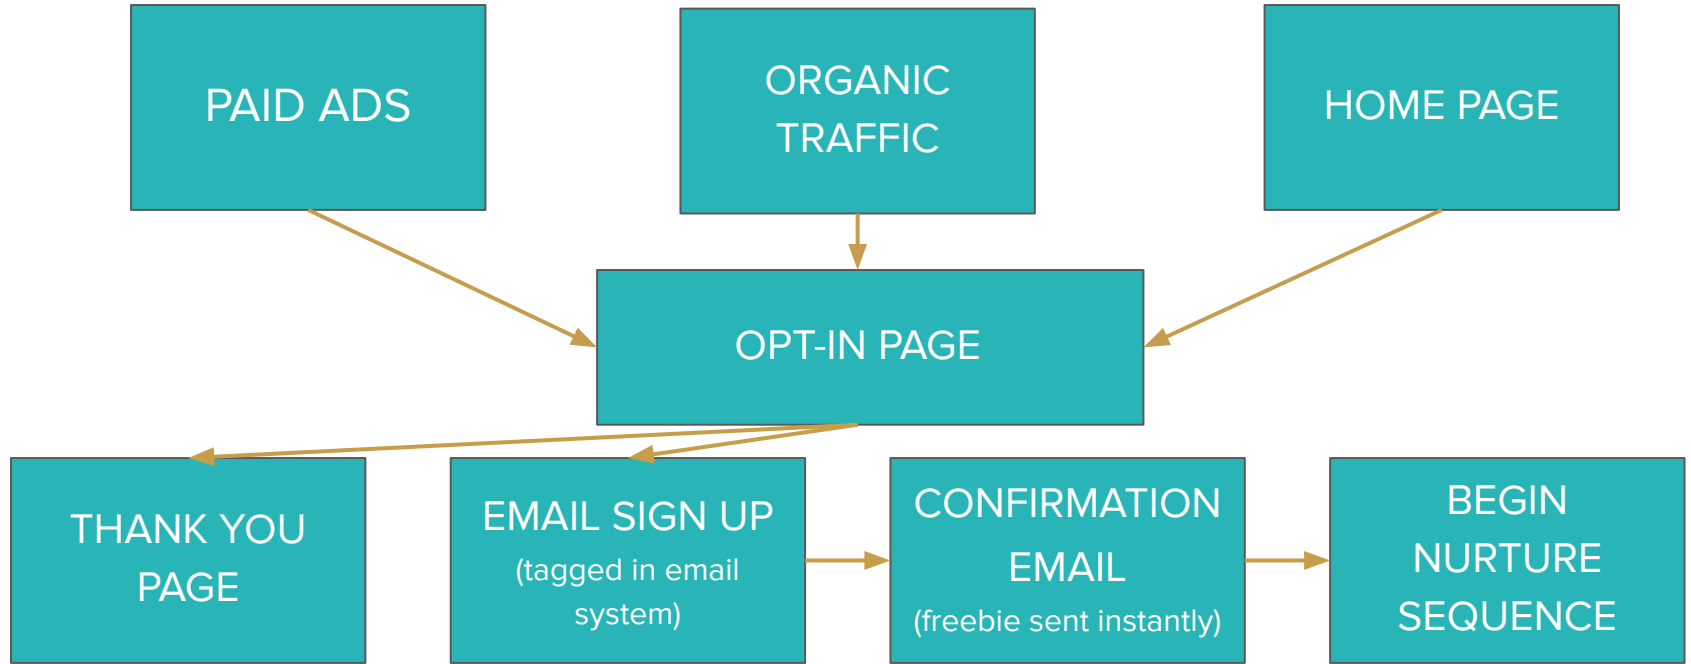 PAID ADS
ORGANIC
TRAFFIC
HOME PAGE
OPT-IN PAGE
THANK YOU
PAGE
EMAIL SIGN UP
(tagged in email
system)
CONFIRMATION
EMAIL
(freebie sent instantly)
BEGIN
NURTURE
SEQUENCE